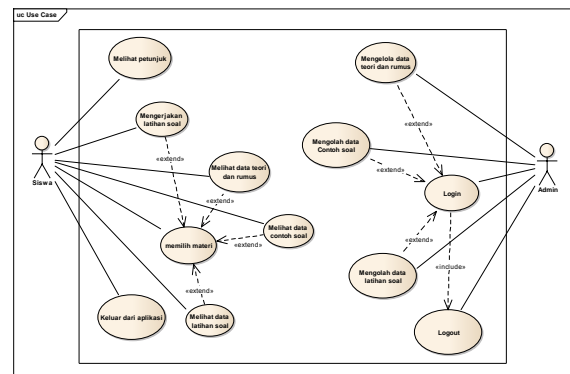 uc Use Case
Melihat petunjuk
Mengelola data
teori dan rumus
Mengerjakan
latihan soal
«extend»
Mengolah data
Contoh soal
«extend»
«extend»
Siswa
Melihat data teori
dan rumus
Admin
Login
«extend»
Melihat data
contoh soal
memilih materi
«extend»
«extend»
«include»
Mengolah data
latihan soal
«extend»
Keluar dari aplikasi
Melihat data
latihan soal
Logout